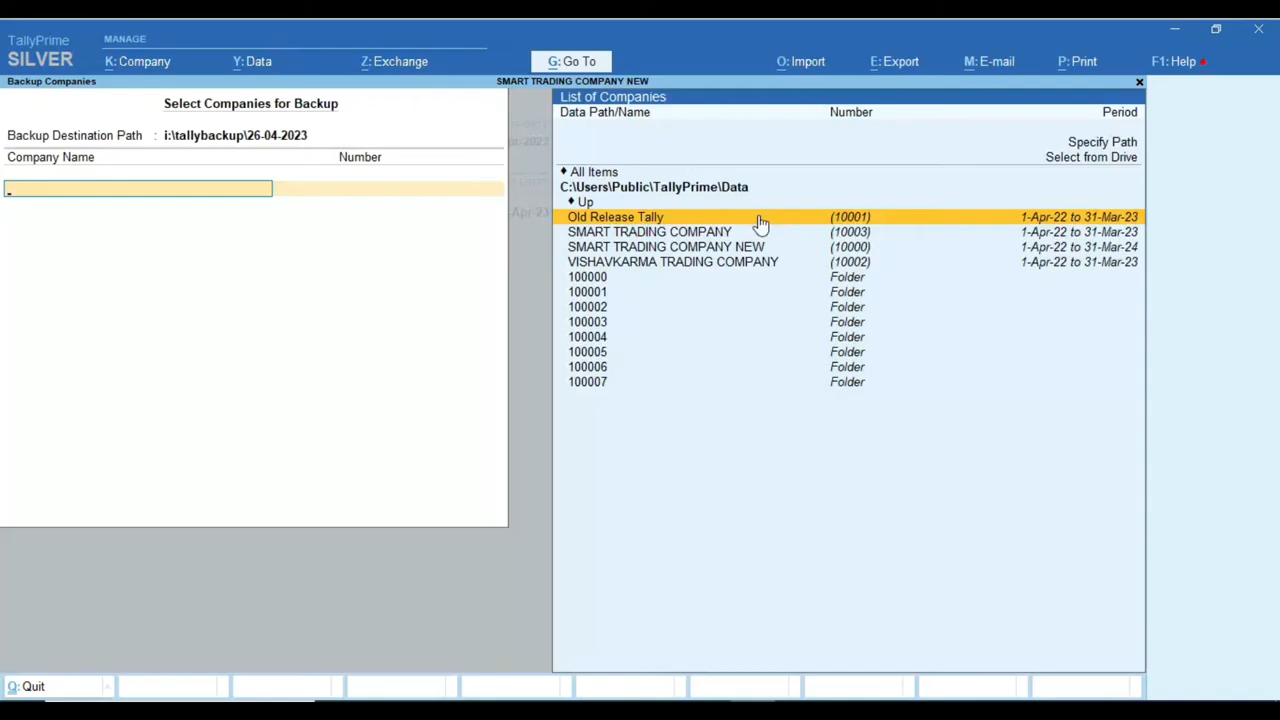 TallyPrime
SILVER
MANAGE
K: Company
Y: Data
Z: Exchange
G: Go To
O: Import
E: Export
M: E-mail
P: Print
F1: Help
Backup Companies
SMART TRADING COMPANY NEW
Select Companies for Backup
Backup Destination Path : i:\tallybackup\26-04-2023
Company Name Number
List of Companies
Data Path/Name Number Period
Specify Path
Select from Drive
♦ All Items
C:\Users\Public\TallyPrime\Data
♦ Up
Old Release Tally (10001) 1-Apr-22 to 31-Mar-23
SMART TRADING COMPANY (10003) 1-Apr-22 to 31-Mar-23
SMART TRADING COMPANY NEW (10000) 1-Apr-22 to 31-Mar-24
VISHAVKARMA TRADING COMPANY (10002) 1-Apr-22 to 31-Mar-23
100000 Folder
100001 Folder
100002 Folder
100003 Folder
100004 Folder
100005 Folder
100006 Folder
100007 Folder
Q: Quit